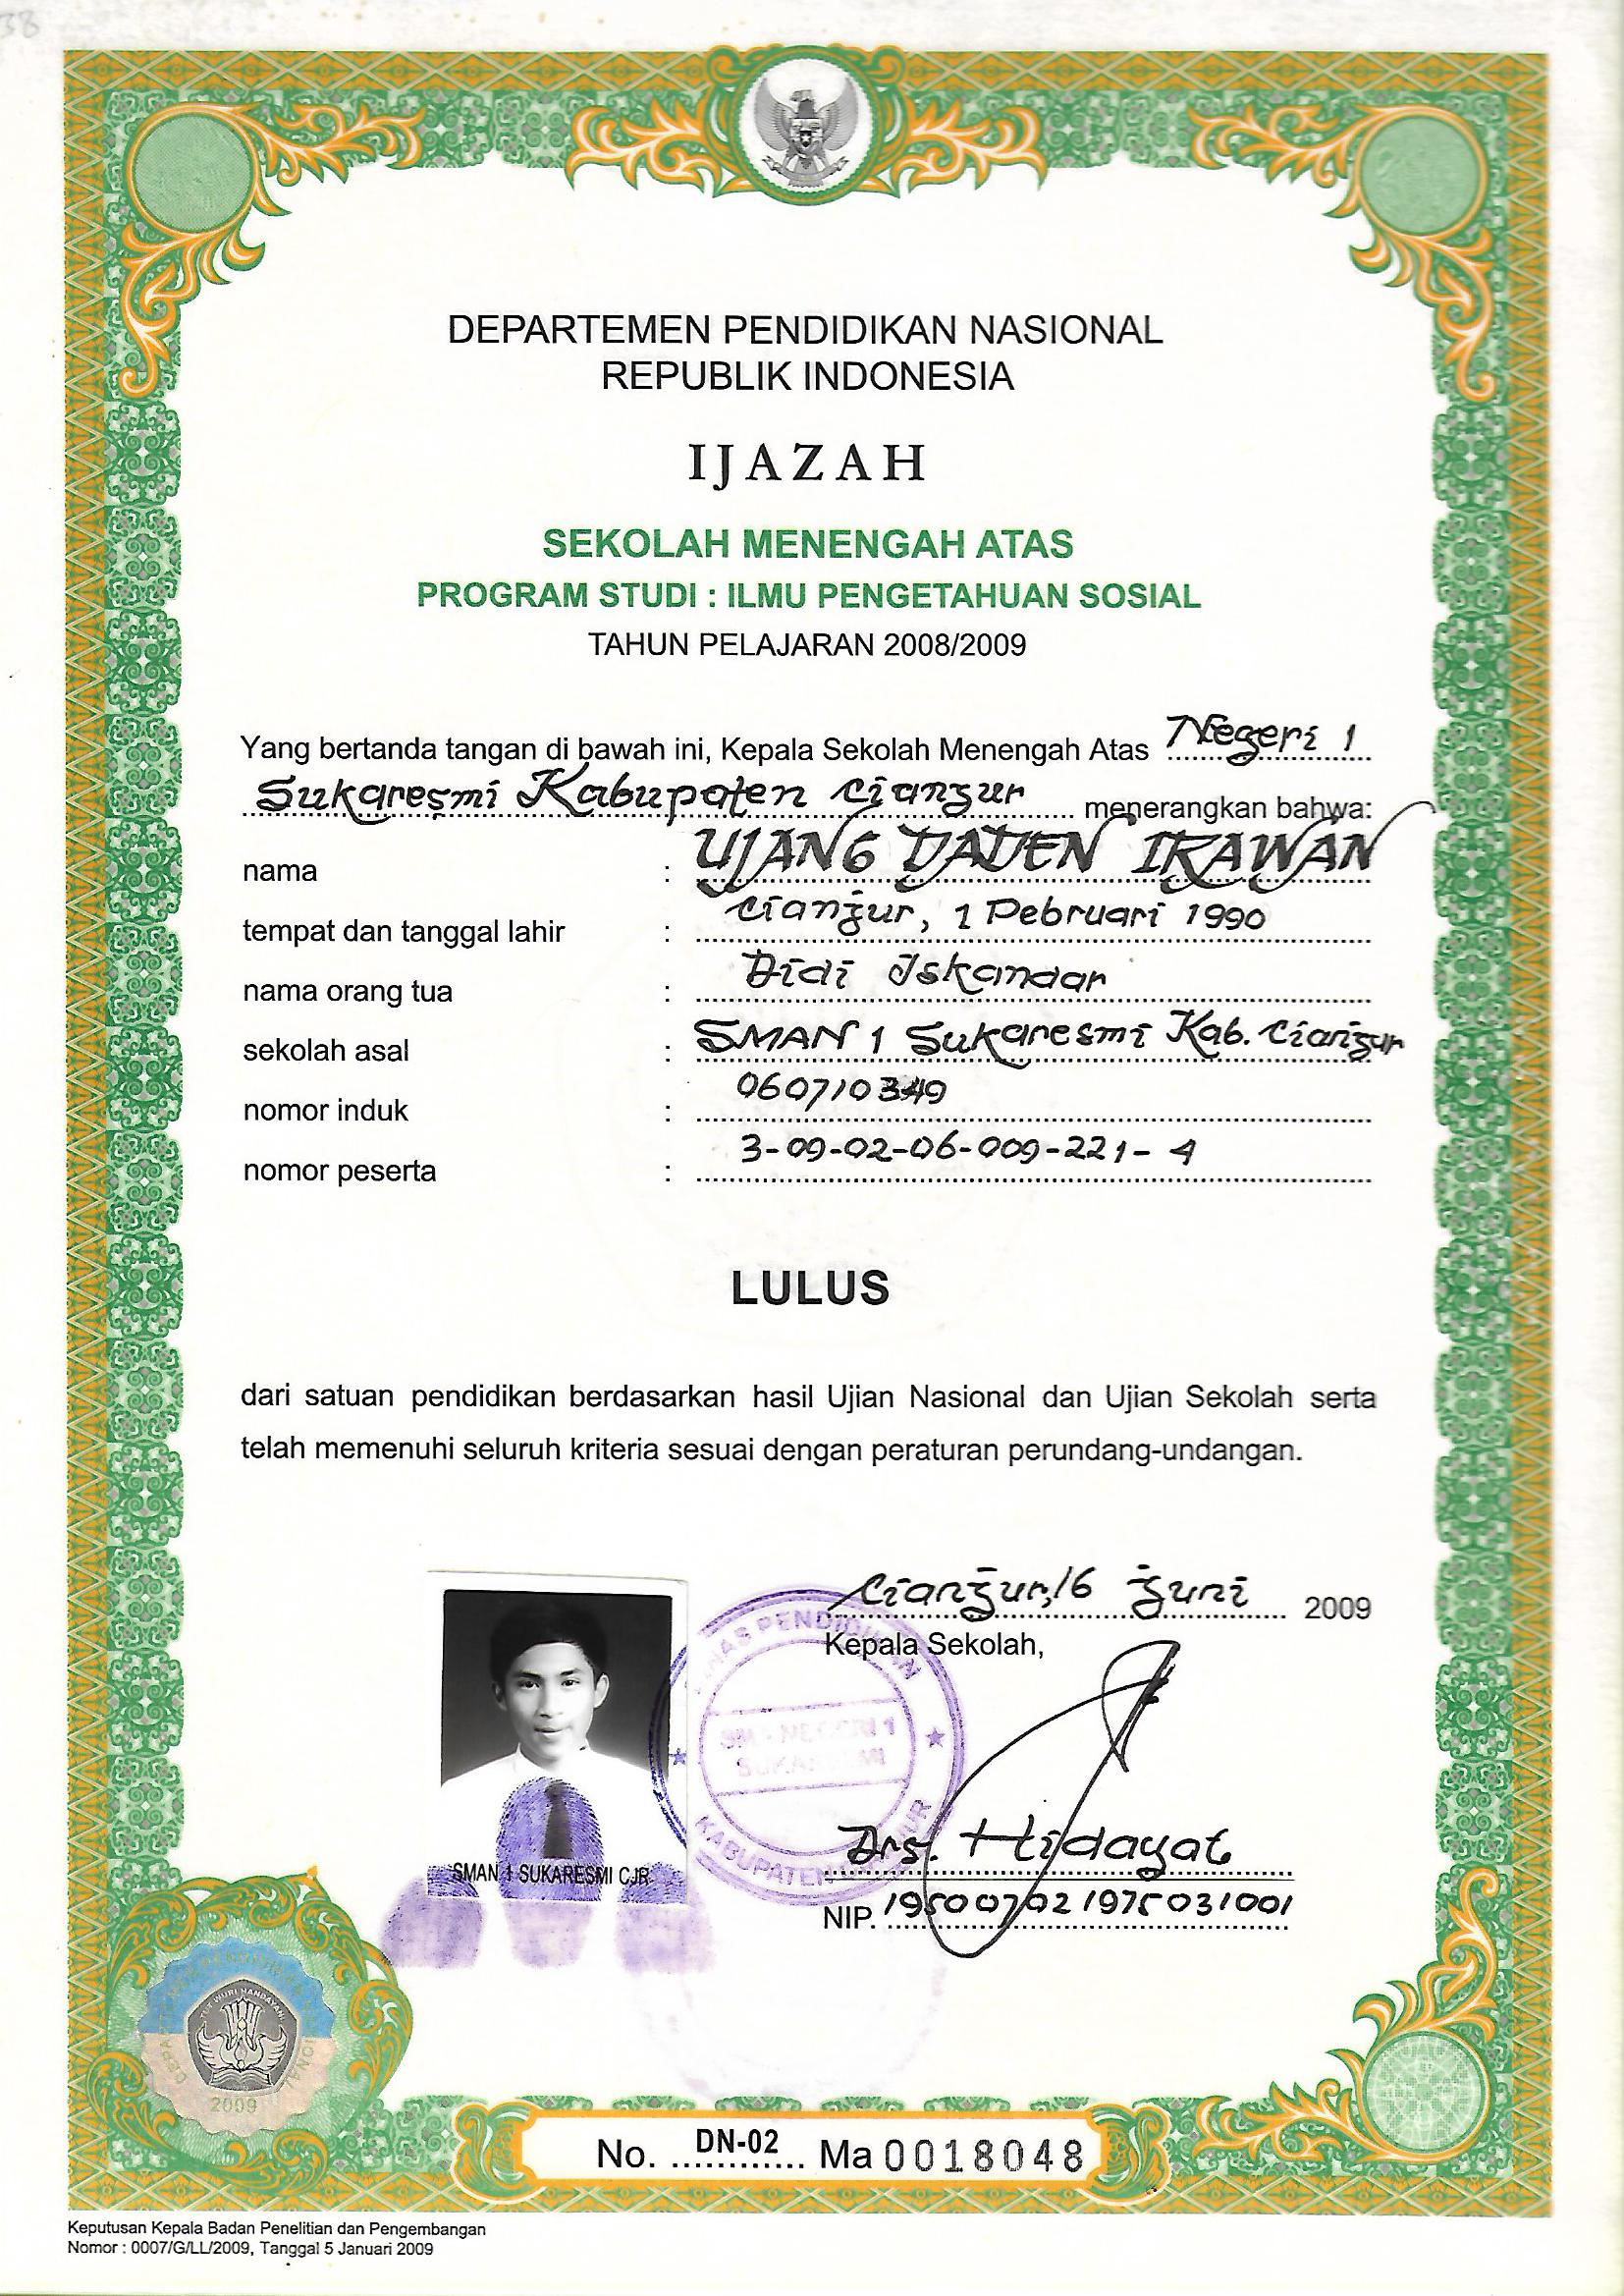 DEPARTEMEN PENDIDIKAN NASIONAL
REPUBLIK INDONESIA
IJAZAH
SEKOLAH MENENGAH ATAS
PROGRAM STUDI : ILMU PENGETAHUAN SOSIAL
TAHUN PELAJARAN 2008/2009
Yang bertanda tangan di bawah ini, Kepala Sekolah Menengah Atas Negeri 1
Sukaresmi Kabupaten Cianjur menerangkan bahwa:
nama : UJANG DADEN IRAWAN
tempat dan tanggal lahir : Cianjur, 1 Pebruari 1990
nama orang tua : Didi Iskandar
sekolah asal : SMAN 1 Sukaresmi Kab. Cianjur
nomor induk : 060710349
nomor peserta : 3-09-02-06-009-221-4
LULUS
dari satuan pendidikan berdasarkan hasil Ujian Nasional dan Ujian Sekolah serta
telah memenuhi seluruh kriteria sesuai dengan peraturan perundang-undangan.
Cianjur, 16 Juni 2009
Kepala Sekolah,
PENDIDIKAN
NEGERI 1
KABUPATEN
SMAN 1 SUKARESMI CJR
Drs. Hidayat
NIP. 195007021975031001
TUT WURI HANDAYANI
2009
No. DN-02 Ma 0018048
Keputusan Kepala Badan Penelitian dan Pengembangan
Nomor : 0007/G/LL/2009, Tanggal 5 Januari 2009